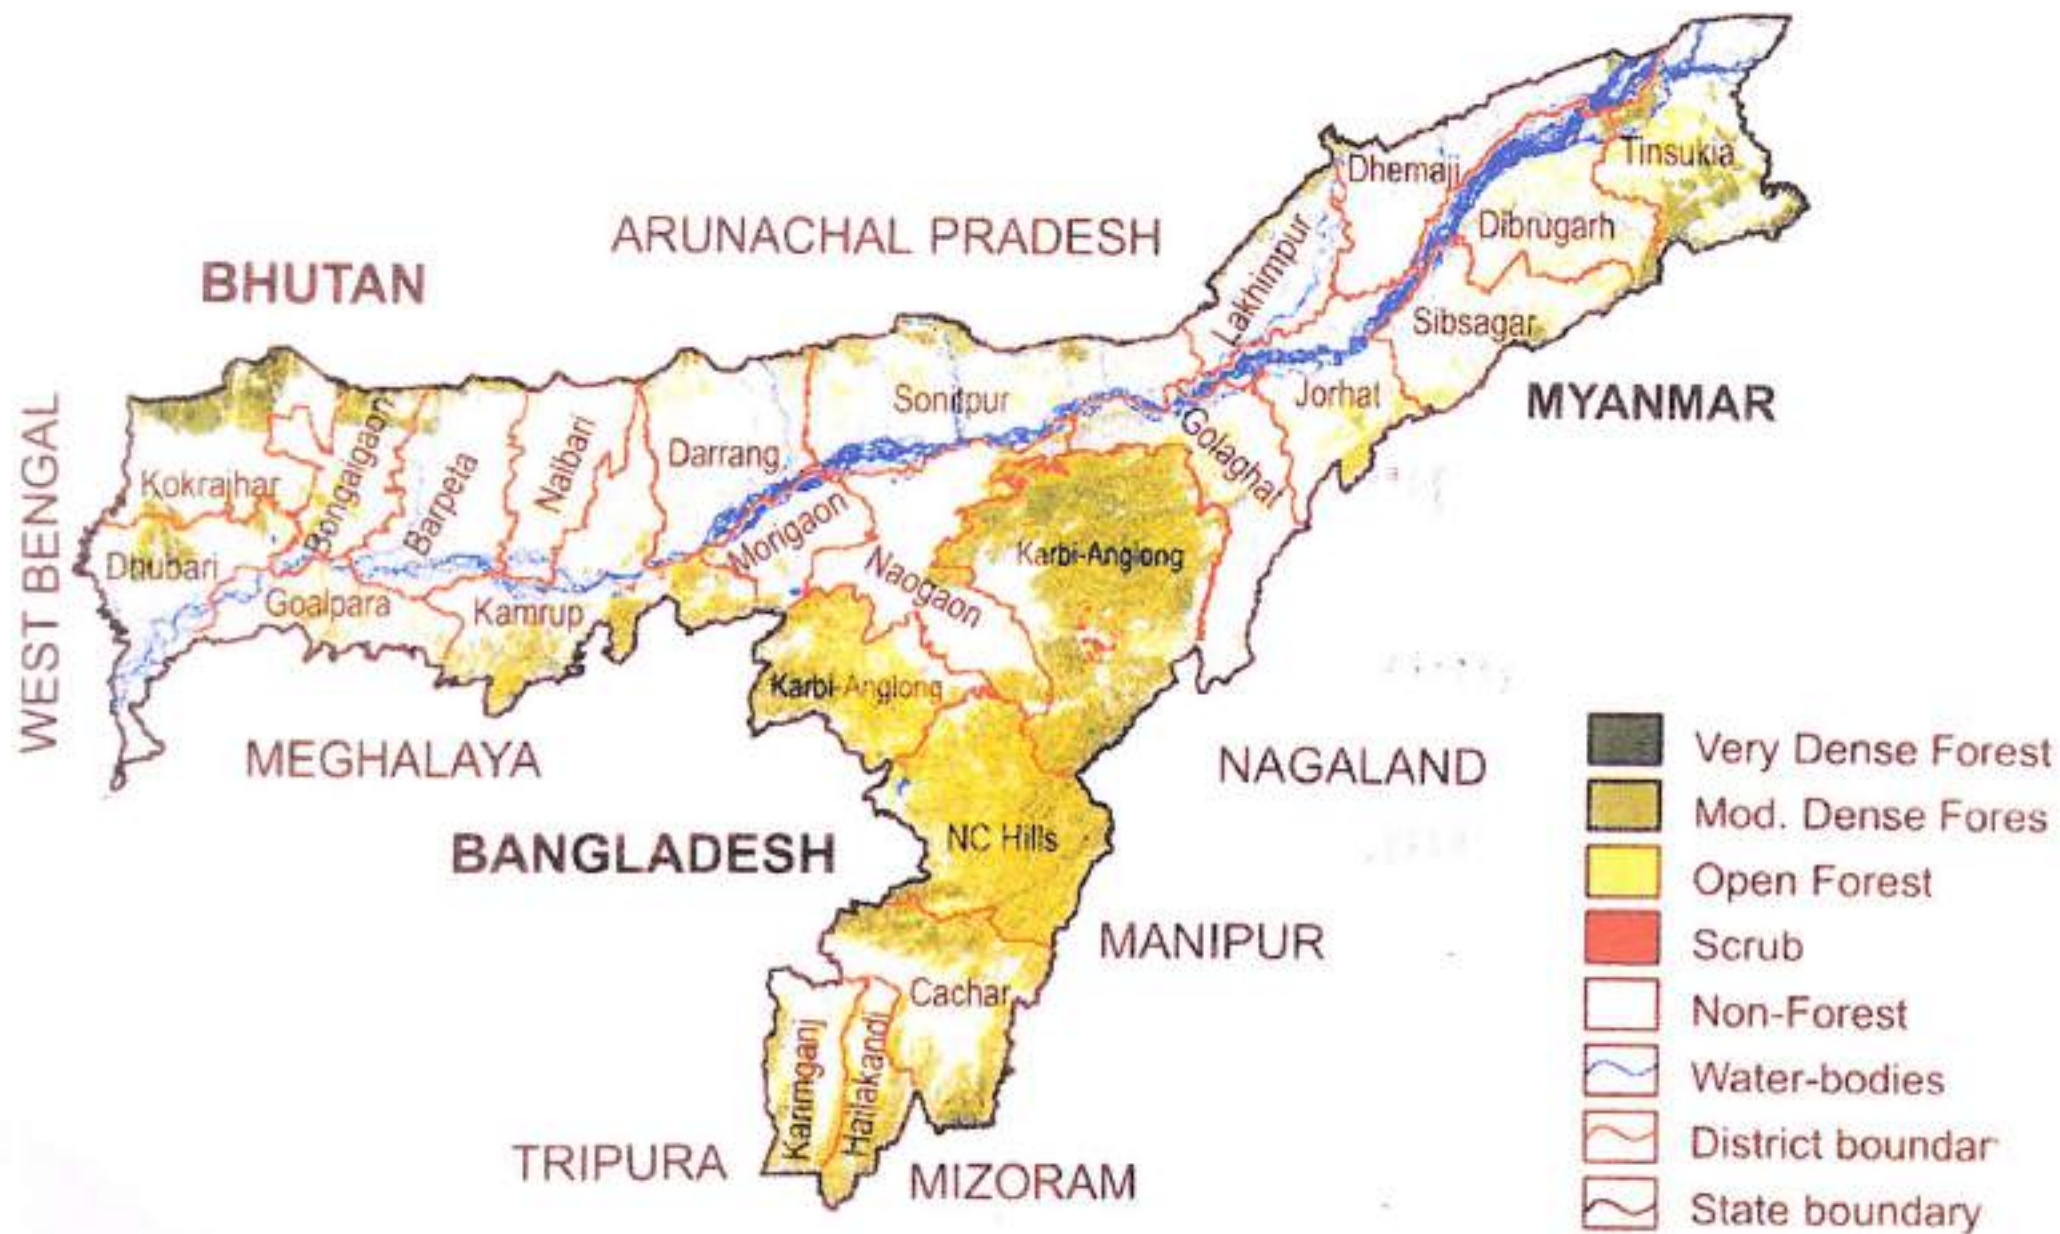 ARUNACHAL PRADESH
BHUTAN
WEST BENGAL
MYANMAR
MEGHALAYA
NAGALAND
BANGLADESH
MANIPUR
TRIPURA
MIZORAM
Dhemaji
Tinsukia
Dibrugarh
Lakhimpur
Sibsagar
Jorhat
Sonitpur
Golaghat
Darrang
Nalbari
Barpeta
Bongaigaon
Kokrajhar
Dhubari
Goalpara
Kamrup
Morigaon
Naogaon
Karbi-Anglong
Karbi-Anglong
NC Hills
Cachar
Karimganj
Hailakandi
Very Dense Forest
Mod. Dense Fores
Open Forest
Scrub
Non-Forest
Water-bodies
District boundar
State boundary